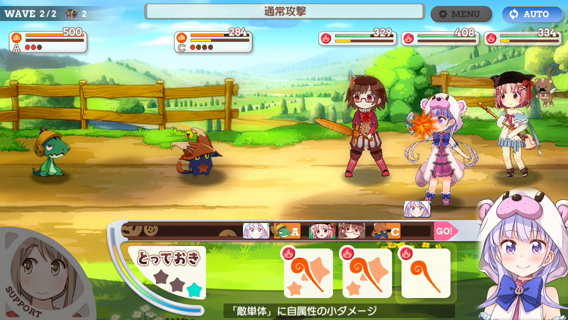 WAVE 2/2 2
通常攻撃
MENU
AUTO
500
A
284
C
329
408
334
A
C
GO!
とっておき
SUPPORT
「敵単体」に自属性の小ダメージ